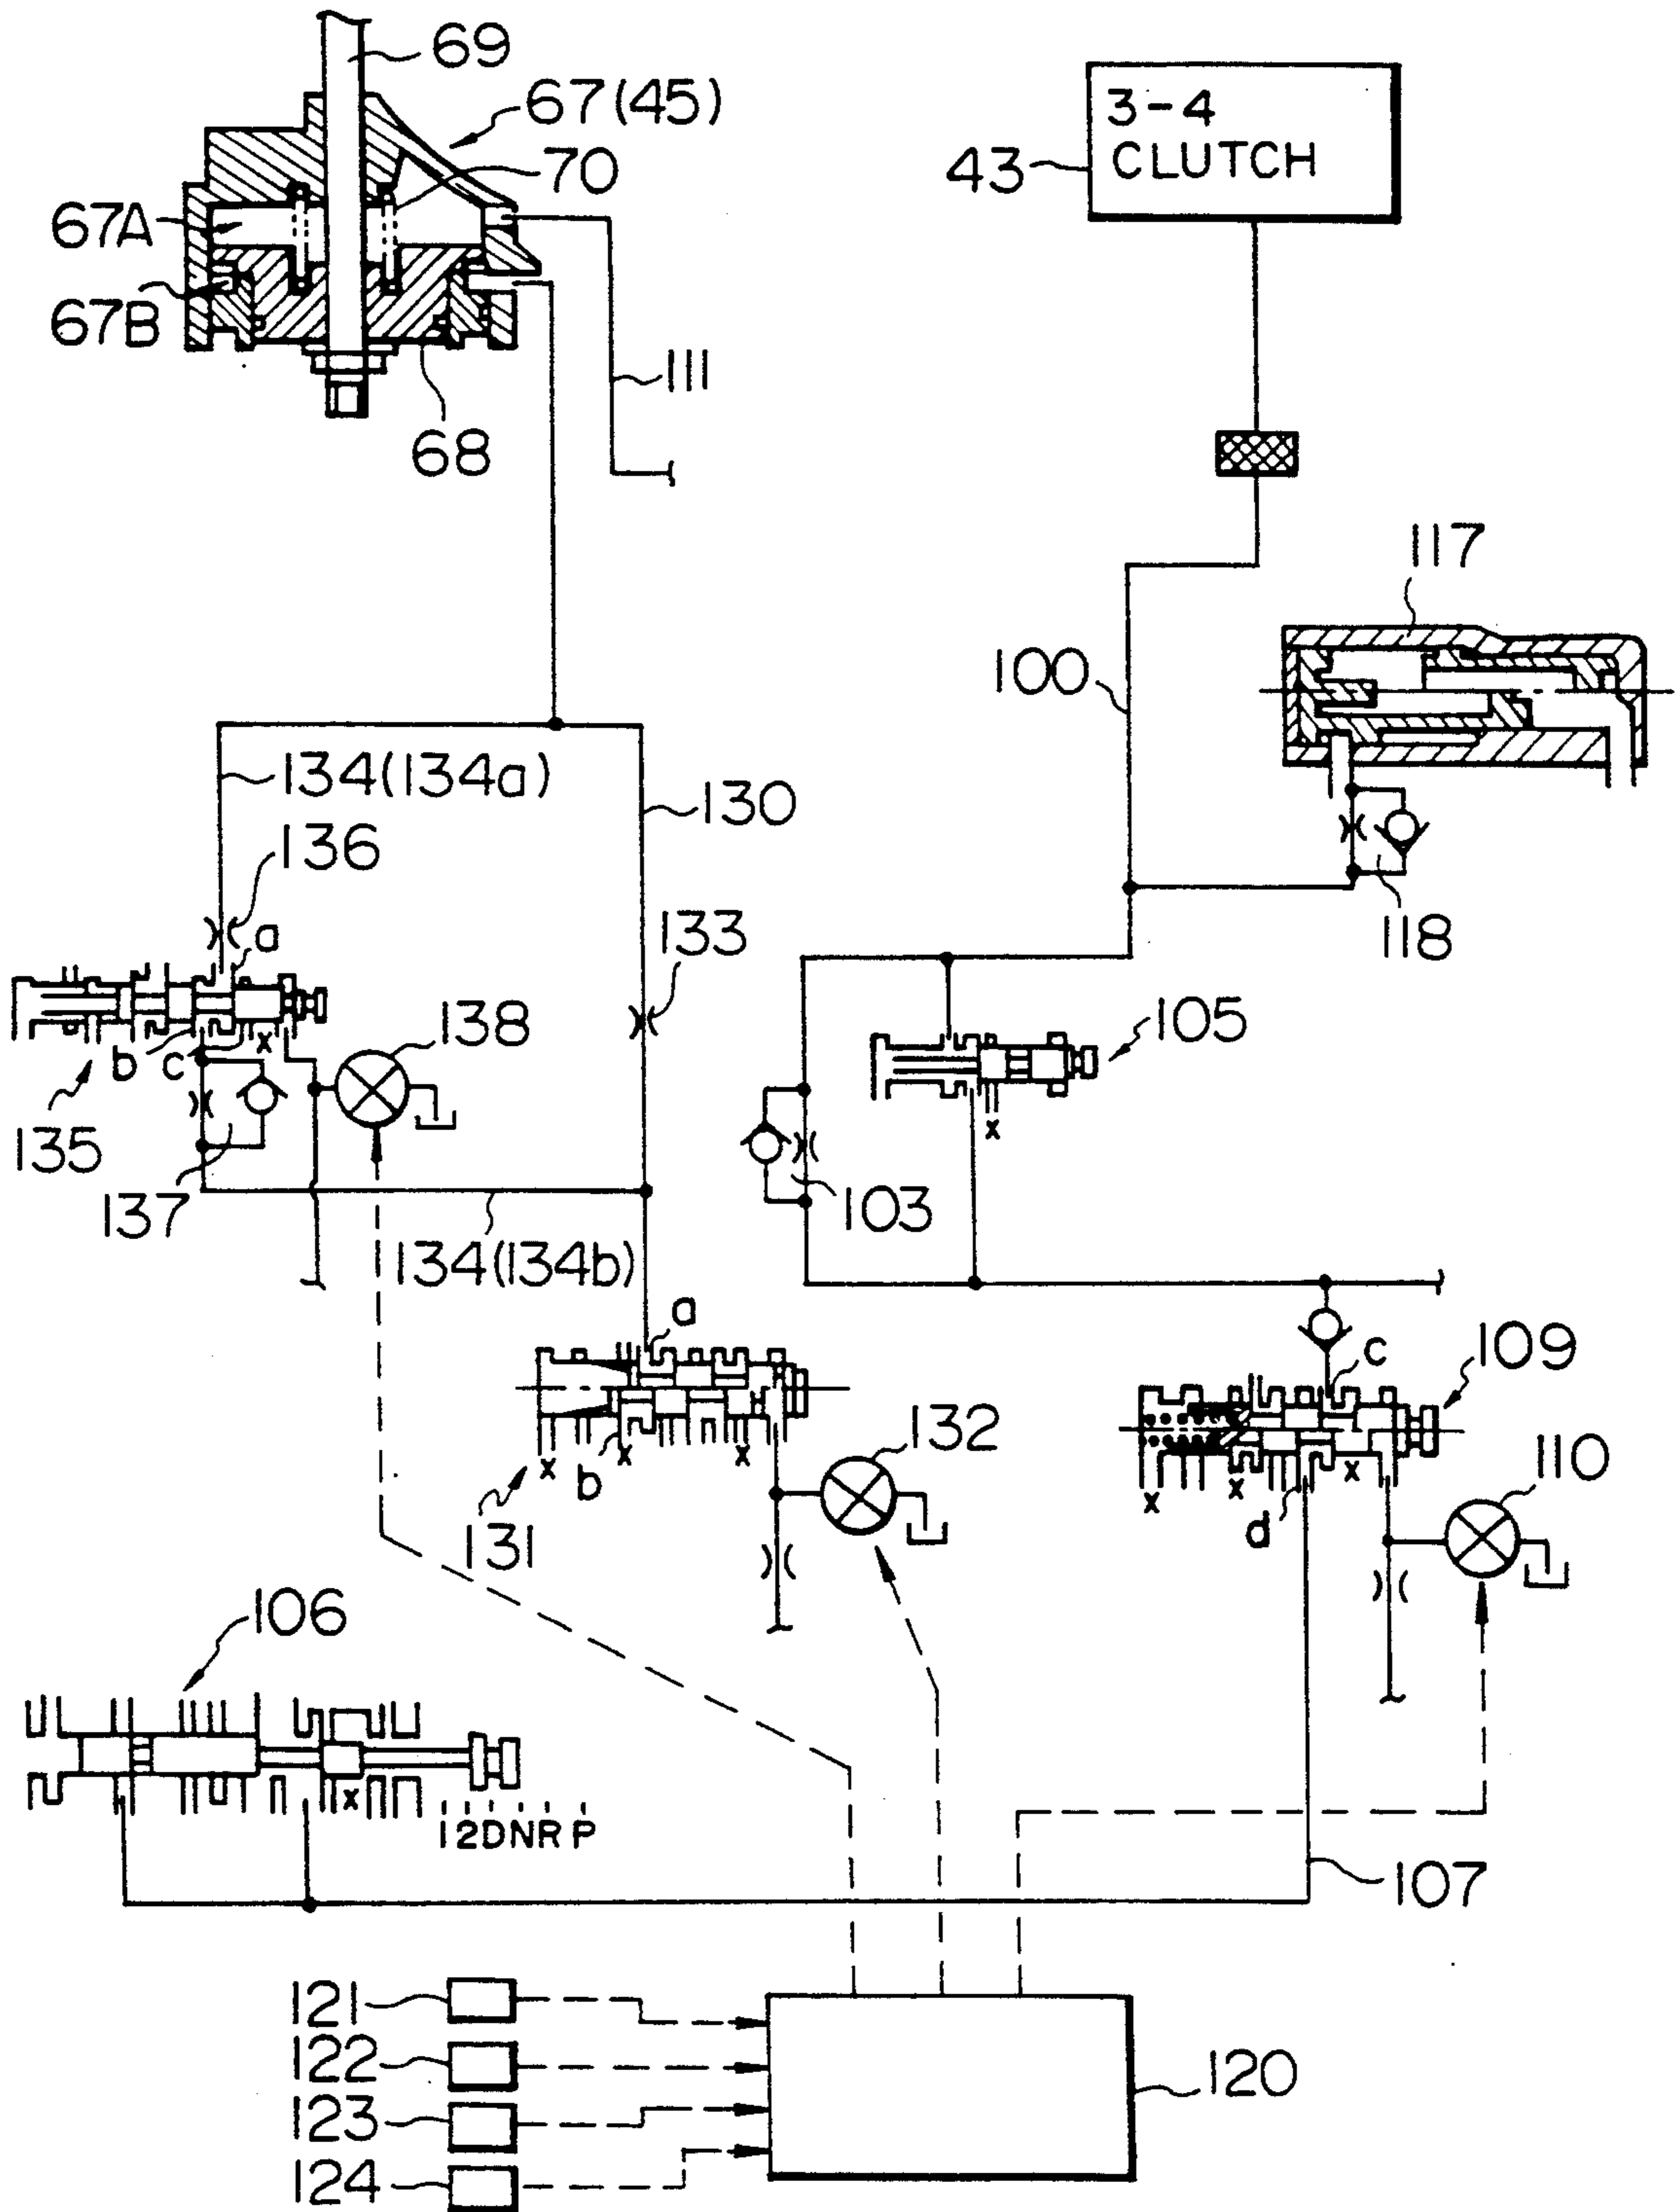 69
67(45)
70
67A
67B
111
68
3-4
CLUTCH
43
117
100
134(134a)
130
136
a
133
118
138
105
b
c
x
x
135
137
103
134(134b)
a
c
109
132
110
b
x
x
x
131
x
x
x
d
106
x
12DNRP
107
121
122
123
124
120